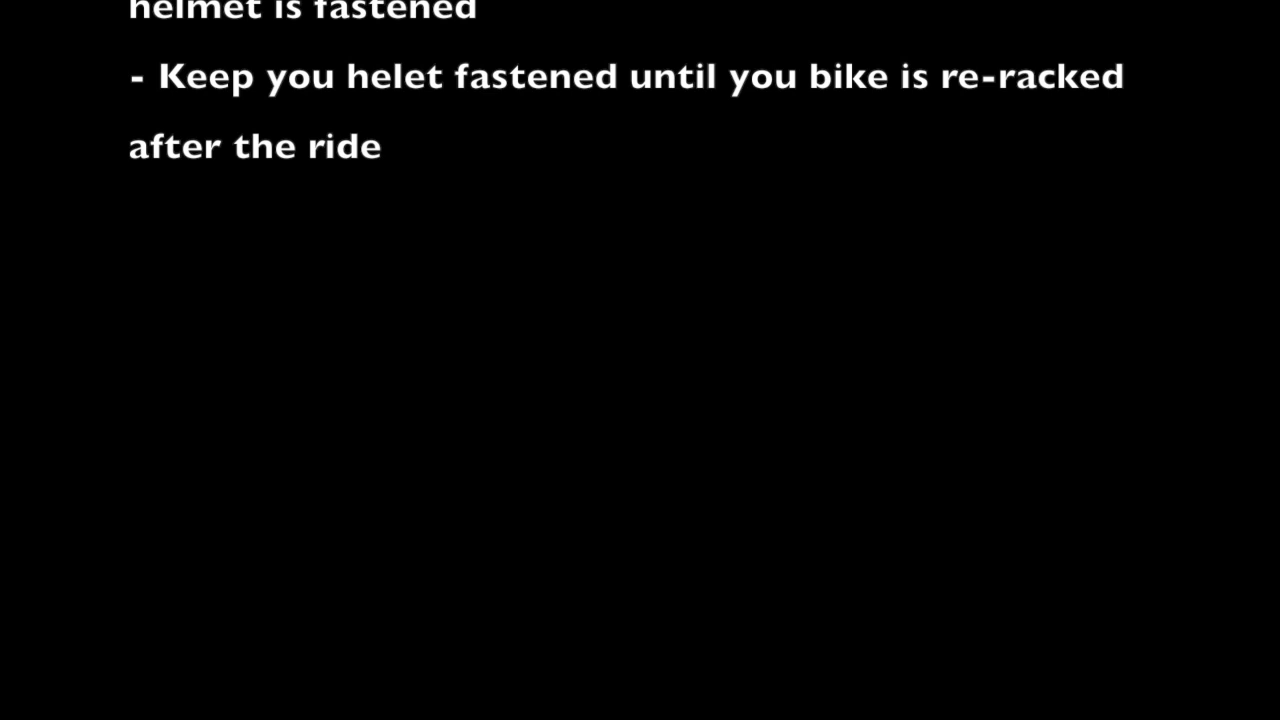 helmet is fastened
- Keep you helet fastened until you bike is re-racked
after the ride